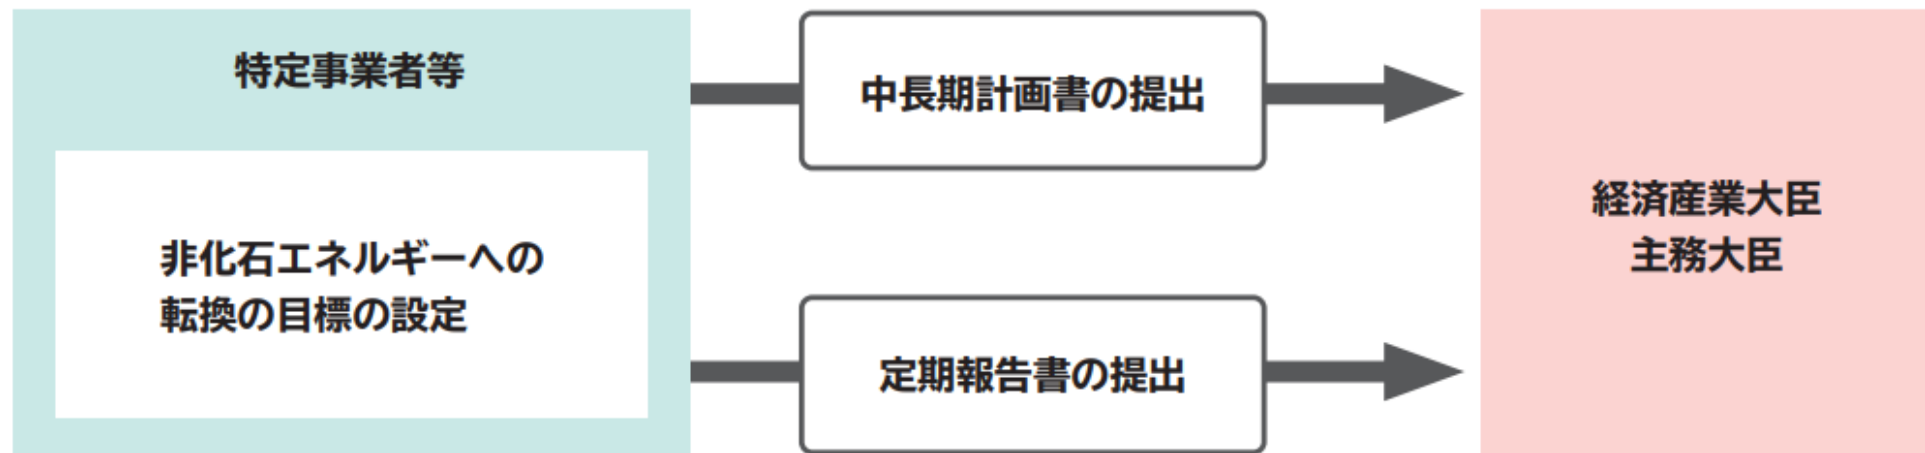 特定事業者等
非化石エネルギーへの
転換の目標の設定
中長期計画書の提出
定期報告書の提出
経済産業大臣
主務大臣